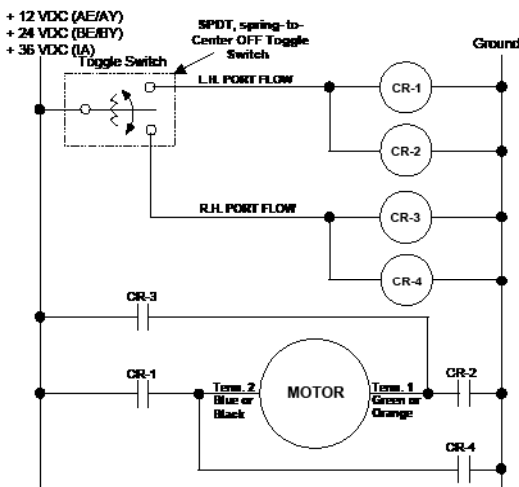 + 12 VDC (AE/AY)
+ 24 VDC (BE/BY)
+ 36 VDC (IA)
SPDT, spring-to-
Center OFF Toggle
Switch
Ground
Toggle Switch
L.H. PORT FLOW
CR-1
CR-2
R.H. PORT FLOW
CR-3
CR-4
CR-3
CR-1
Term. 2
Blue or
Black
MOTOR
Term. 1
Green or
Orange
CR-2
CR-4